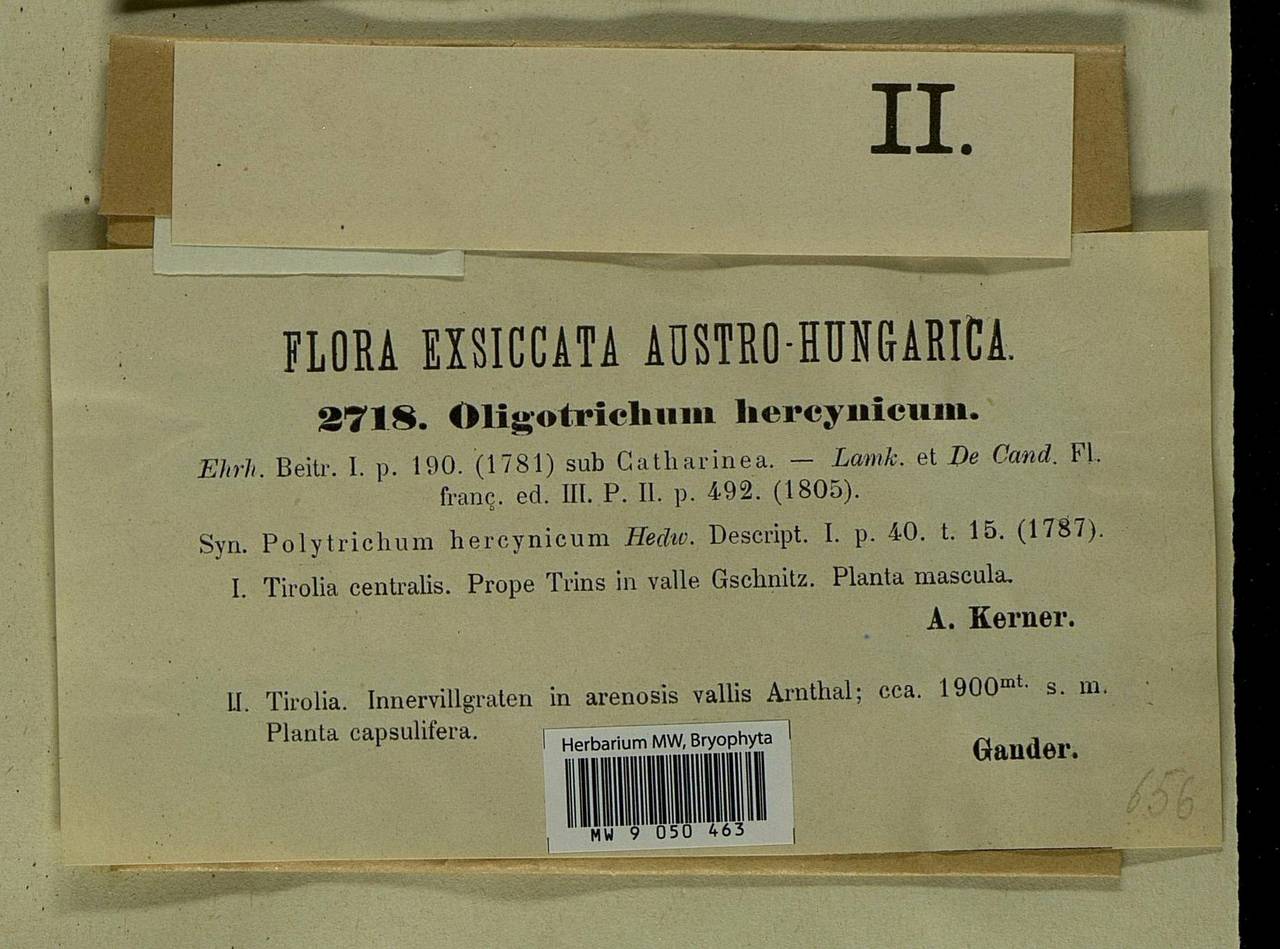 II.
FLORA EXSICCATA AUSTRO-HUNGARICA.
2718. Oligotrichum hercynicum.
Ehrh. Beitr. I. p. 190. (1781) sub Catharinea. — Lamk. et De Cand. Fl.
franç. ed. III. P. II. p. 492. (1805).
Syn. Polytrichum hercynicum Hedw. Descript. I. p. 40. t. 15. (1787).
I. Tirolia centralis. Prope Trins in valle Gschnitz. Planta mascula.
A. Kerner.
II. Tirolia. Innervillgraten in arenosis vallis Arnthal; cca. 1900mt. s. m.
Planta capsulifera.
Gander.
Herbarium MW, Bryophyta
MW 9 050 463
656